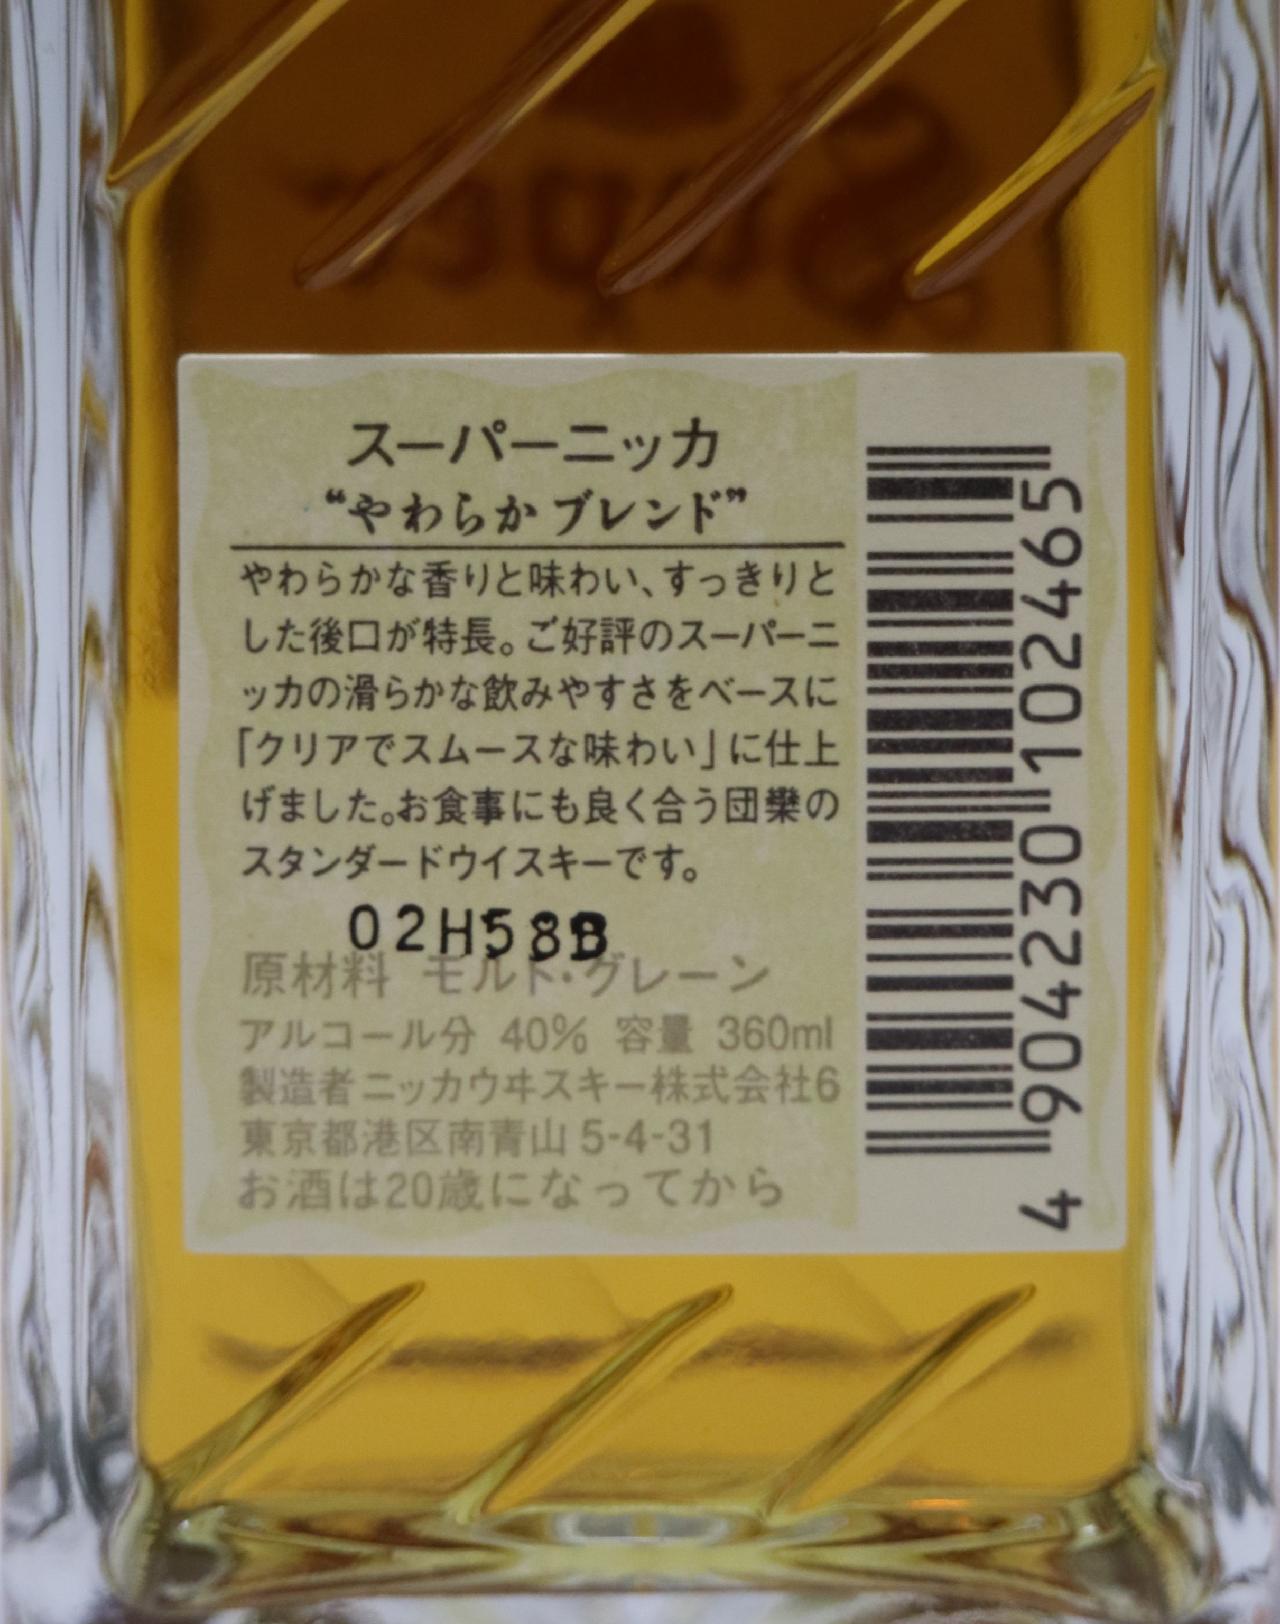 スーパーニッカ
“やわらかブレンド”
やわらかな香りと味わい、すっきりと
した後口が特長。ご好評のスーパーニ
ッカの滑らかな飲みやすさをベースに
「クリアでスムースな味わい」に仕上
げました。お食事にも良く合う団欒の
スタンダードウイスキーです。
02H58B
原材料 モルト・グレーン
アルコール分 40% 容量 360ml
製造者ニッカウヰスキー株式会社6
東京都港区南青山5-4-31
お酒は20歳になってから
4 904230 102465
Super